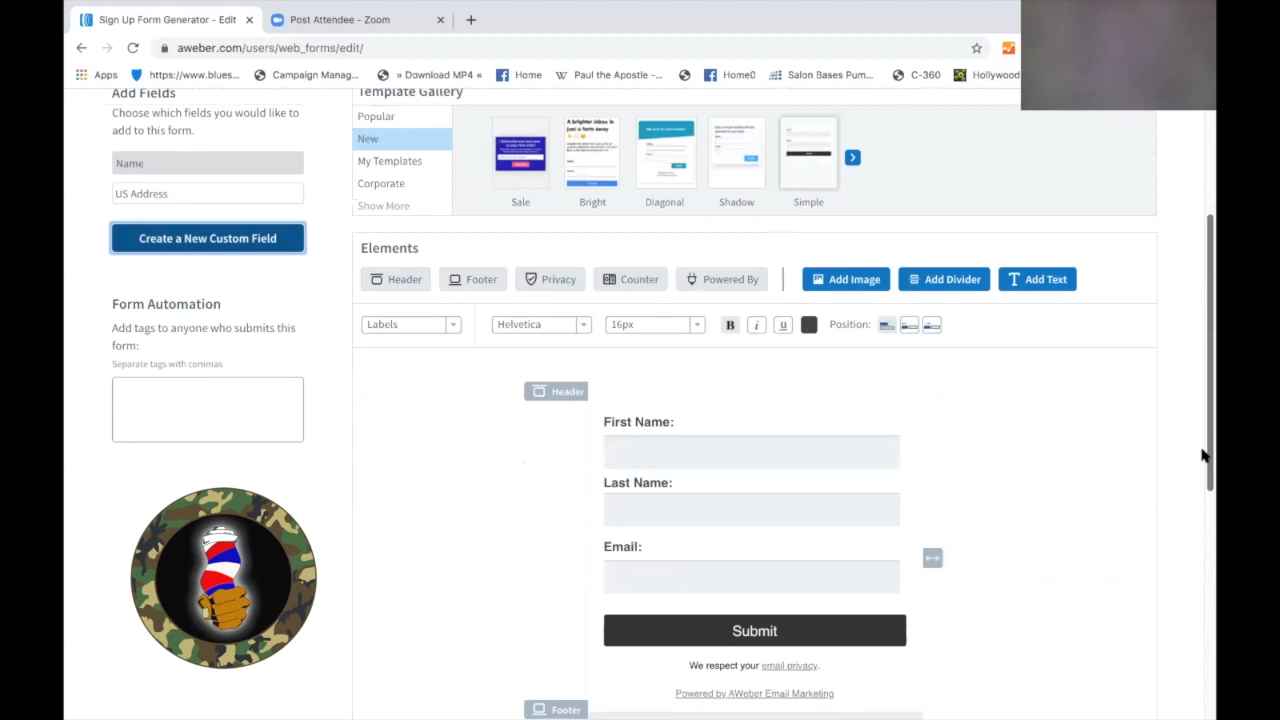 Sign Up Form Generator - Edit
Post Attendee - Zoom
aweber.com/users/web_forms/edit/
Apps
https://www.blues...
Campaign Manag...
» Download MP4 «
Home
Paul the Apostle -...
Home0
Salon Bases Pum...
C-360
Hollywood
Add Fields
Choose which fields you would like
to add to this form.
Name
US Address
Create a New Custom Field
Form Automation
Add tags to anyone who submits this
form:
Separate tags with commas
Template Gallery
Popular
New
My Templates
Corporate
Show More
Sale
Bright
Diagonal
Shadow
Simple
Elements
Header
Footer
Privacy
Counter
Powered By
Add Image
Add Divider
Add Text
Labels
Helvetica
16px
B
i
u
Position:
Header
First Name:
Last Name:
Email:
Submit
We respect your email privacy.
Powered by AWeber Email Marketing
Footer